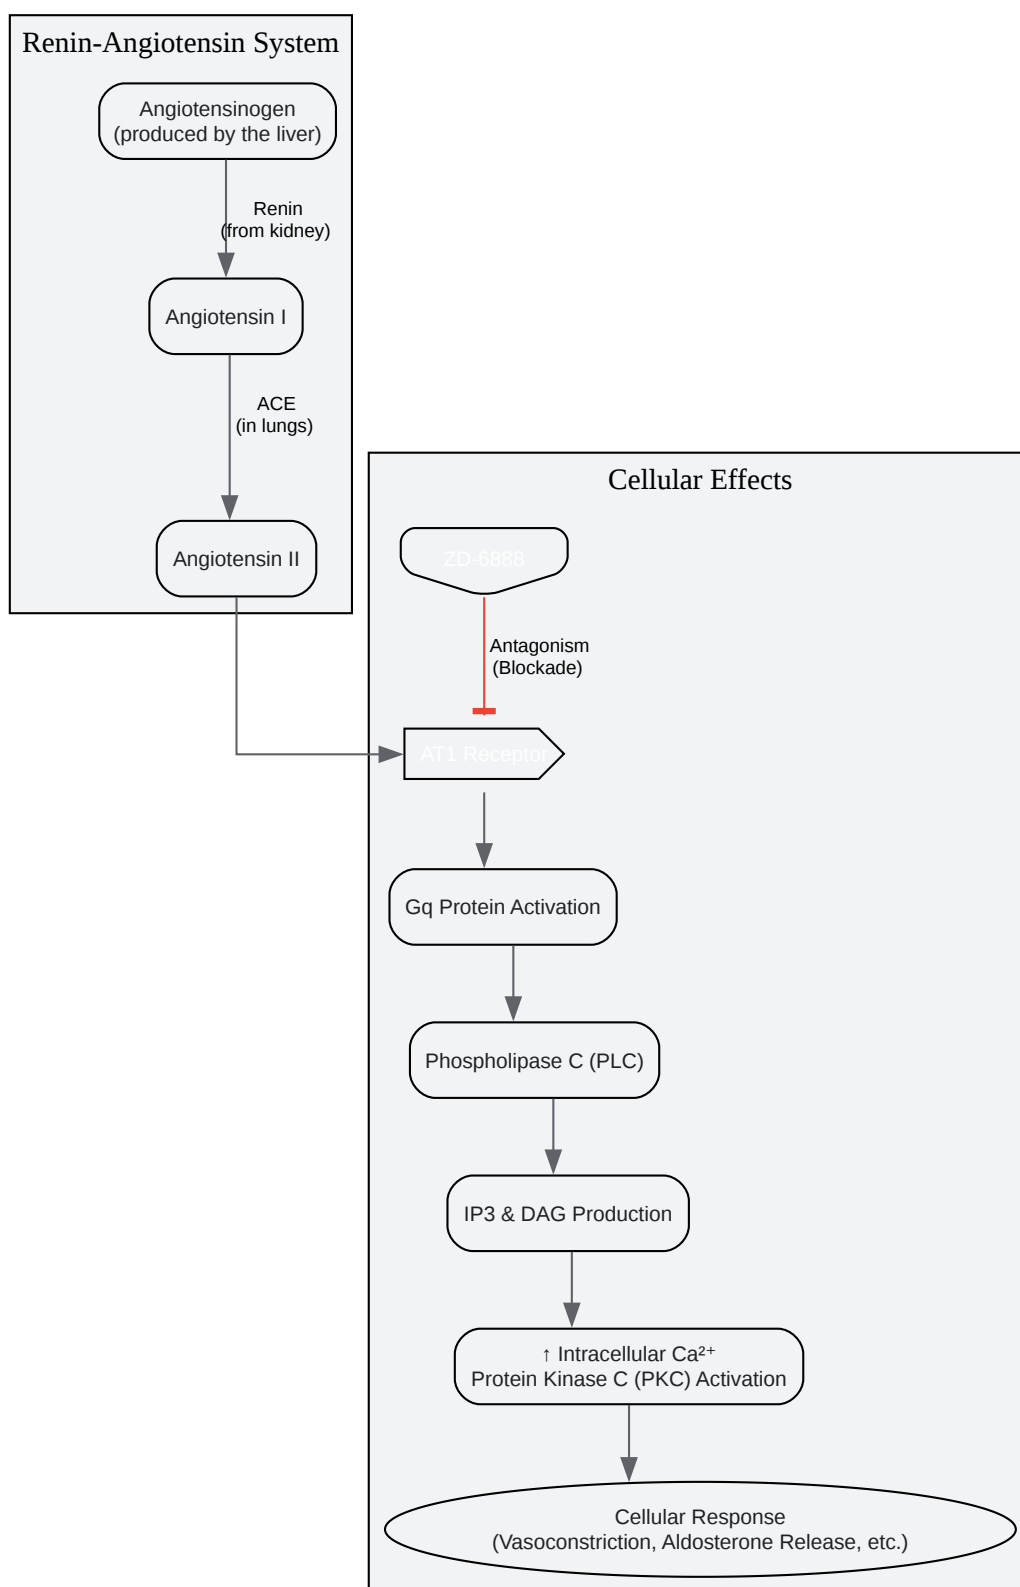 Renin-Angiotensin System
Angiotensinogen
(produced by the liver)
Renin
(from kidney)
Angiotensin I
ACE
(in lungs)
Angiotensin II
Cellular Effects
ZD-6888
Antagonism
(Blockade)
AT1 Receptor
Gq Protein Activation
Phospholipase C (PLC)
IP3 & DAG Production
↑ Intracellular Ca²⁺
Protein Kinase C (PKC) Activation
Cellular Response
(Vasoconstriction, Aldosterone Release, etc.)